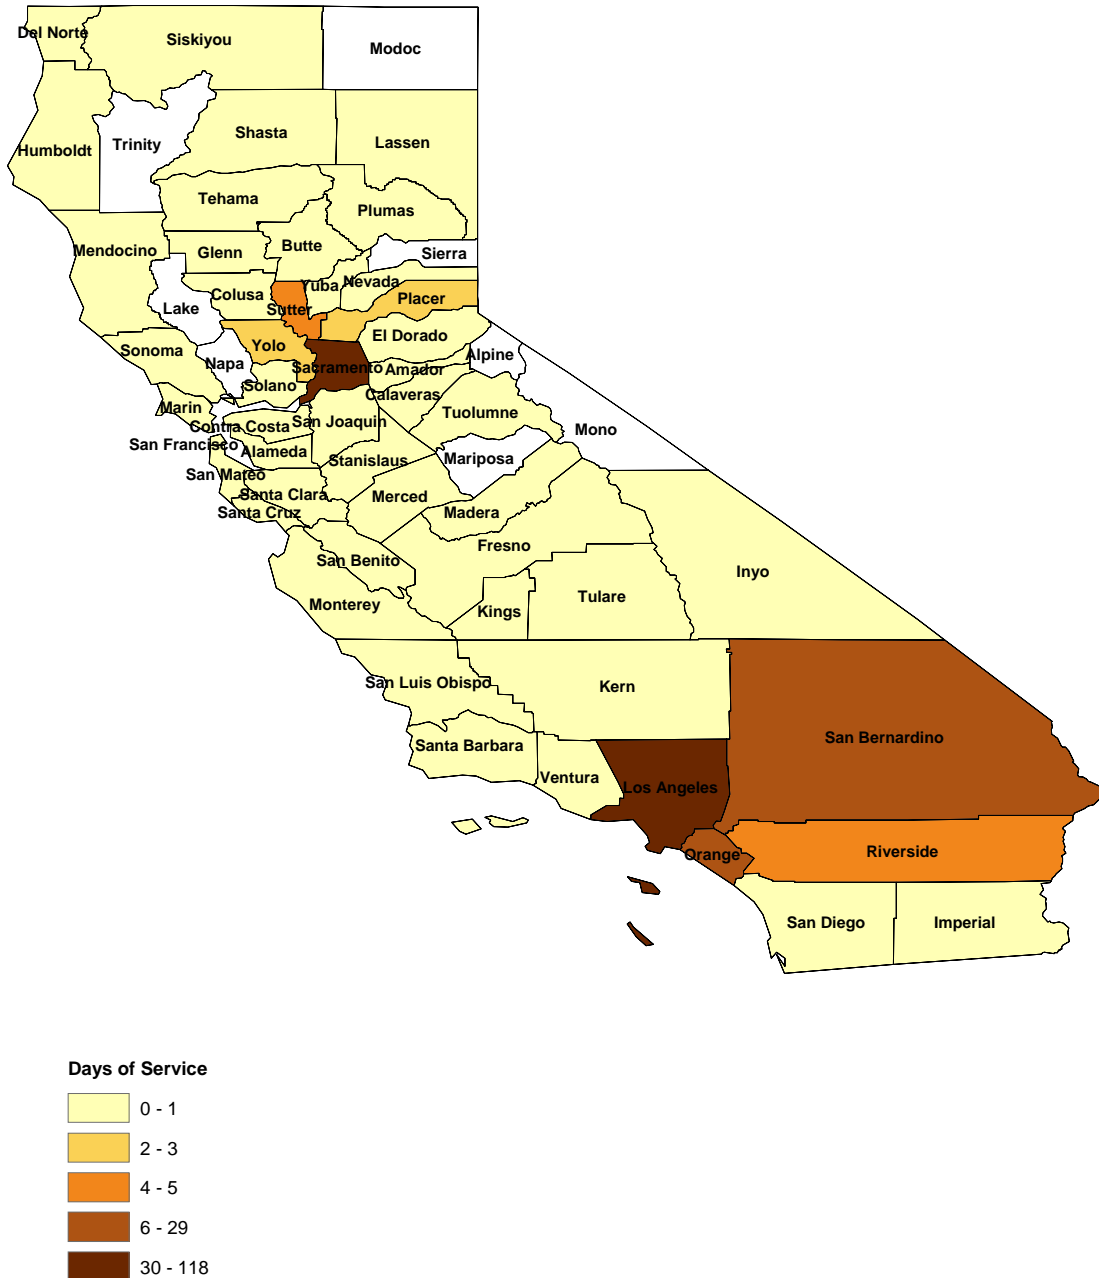 Del Norte
Siskiyou
Modoc
Humboldt
Trinity
Shasta
Lassen
Tehama
Plumas
Mendocino
Glenn
Butte
Sierra
Lake
Colusa
Sutter
Yuba
Nevada
Placer
Sonoma
Napa
Yolo
Sacramento
El Dorado
Alpine
Solano
Amador
Calaveras
Marin
Contra Costa
San Joaquin
Tuolumne
Mono
San Francisco
Alameda
Stanislaus
Mariposa
San Mateo
Santa Clara
Merced
Santa Cruz
Madera
San Benito
Fresno
Inyo
Monterey
Kings
Tulare
San Luis Obispo
Kern
Santa Barbara
San Bernardino
Ventura
Los Angeles
Orange
Riverside
San Diego
Imperial
Days of Service
0 - 1
2 - 3
4 - 5
6 - 29
30 - 118